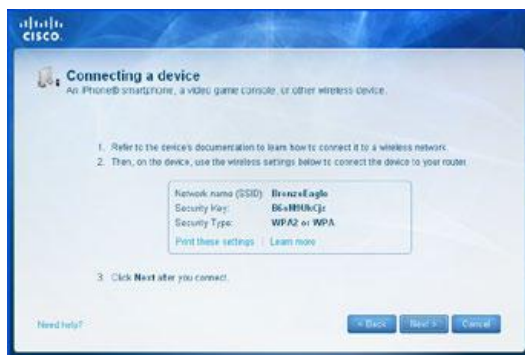 CISCO.
Connecting a device
An iPhone® smartphone, a video game console, or other wireless device.
1. Refer to the device's documentation to learn how to connect it to a wireless network.
2. Then, on the device, use the wireless settings below to connect the device to your router.
Network name (SSID): BronzeEagle
Security Key:
Security Type: WPA2 or WPA
Print these settings | Learn more
3. Click Next after you connect.
Need help?
< Back
Next >
Cancel